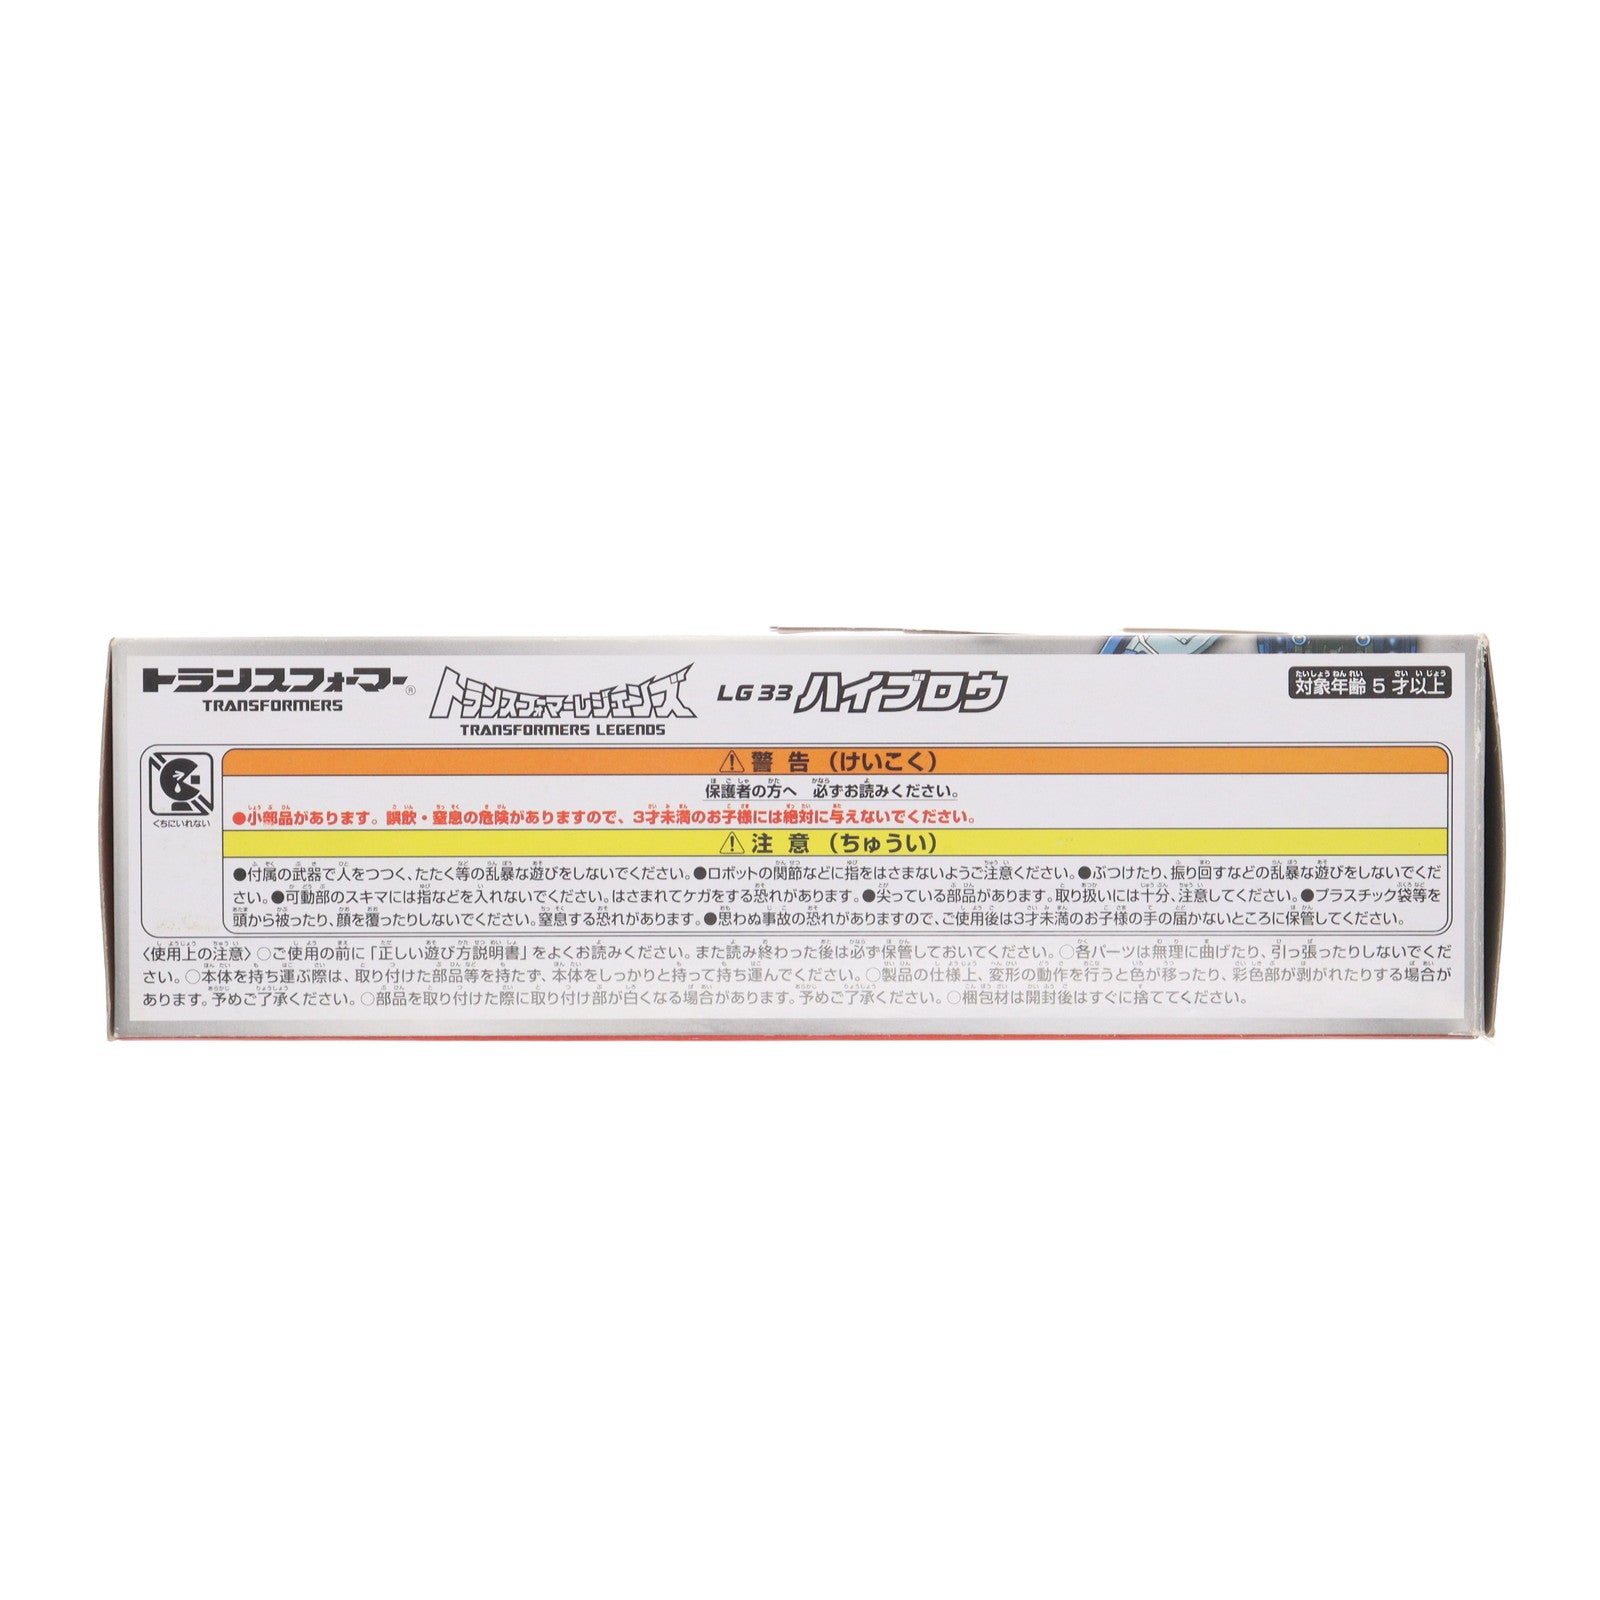 トランスフォーマー®
TRANSFORMERS
トランスフォーマーレジェンズ
TRANSFORMERS LEGENDS
LG 33 ハイブロウ
対象年齢 5 才以上
くちにいれない
⚠警 告 (けいこく)
保護者の方へ 必ずお読みください。
●小部品があります。誤飲・窒息の危険がありますので、3才未満のお子様には絶対に与えないでください。
⚠注 意 (ちゅうい)
●付属の武器で人をつつく、たたく等の乱暴な遊びをしないでください。●ロボットの関節などに指をはさまないようご注意ください。●ぶつけたり、振り回すなどの乱暴な遊びをしないでくだ
さい。●可動部のスキマには指などを入れないでください。はさまれてケガをする恐れがあります。●尖っている部品があります。取り扱いには十分、注意してください。●プラスチック袋等を
頭から被ったり、顔を覆ったりしないでください。窒息する恐れがあります。●思わぬ事故の恐れがありますので、ご使用後は3才未満のお子様の手の届かないところに保管してください。
〈使用上の注意〉○ご使用の前に「正しい遊び方説明書」をよくお読みください。また読み終わった後は必ず保管しておいてください。○各パーツは無理に曲げたり、引っ張ったりしないでくだ
さい。○本体を持ち運ぶ際は、取り付けた部品等を持たず、本体をしっかりと持って持ち運んでください。○製品の仕様上、変形の動作を行うと色が移ったり、彩色部が剥がれたりする場合が
あります。予めご了承ください。○部品を取り付けた際に取り付け部が白くなる場合があります。予めご了承ください。○梱包材は開封後はすぐに捨ててください。